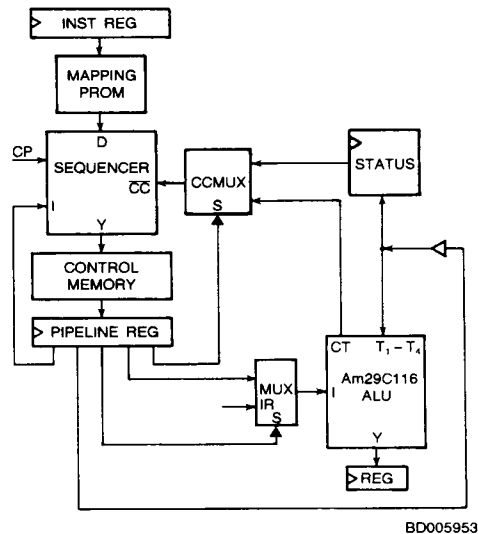 INST REG
MAPPING
PROM
D
CP
SEQUENCER
C̅C̅
I
Y
CCMUX
S
STATUS
CONTROL
MEMORY
PIPELINE REG
MUX
IR
S
CT T₁ – T₄
Am29C116
I
ALU
Y
REG
BD005953